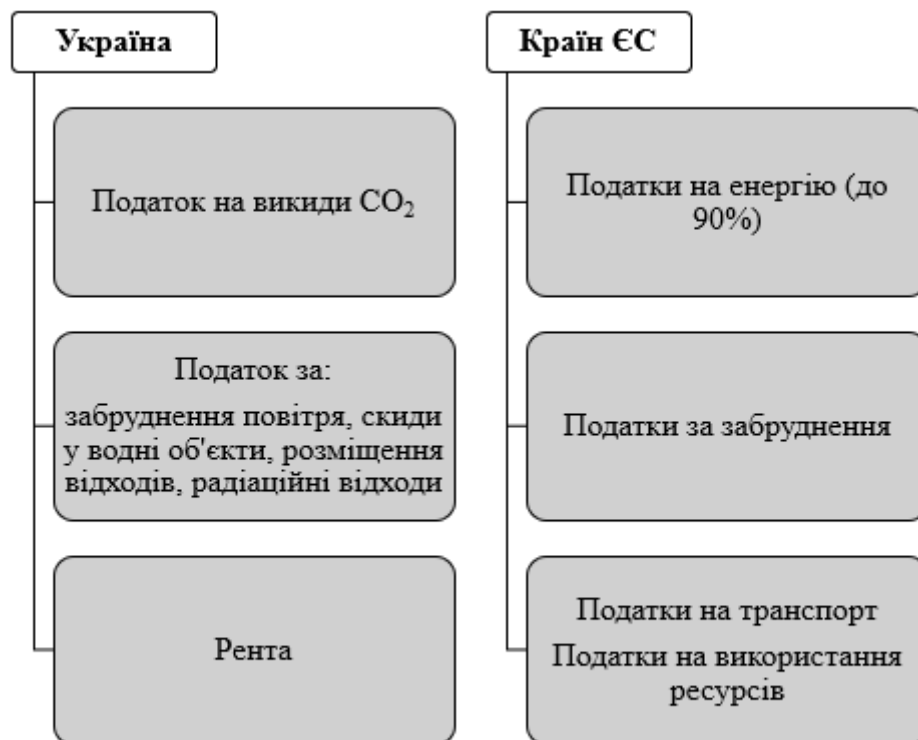 Україна
Податок на викиди CO₂
Податок за:
забруднення повітря, скиди
у водні об'єкти, розміщення
відходів, радіаційні відходи
Рента
Країн ЄС
Податки на енергію (до
90%)
Податки за забруднення
Податки на транспорт
Податки на використання
ресурсів